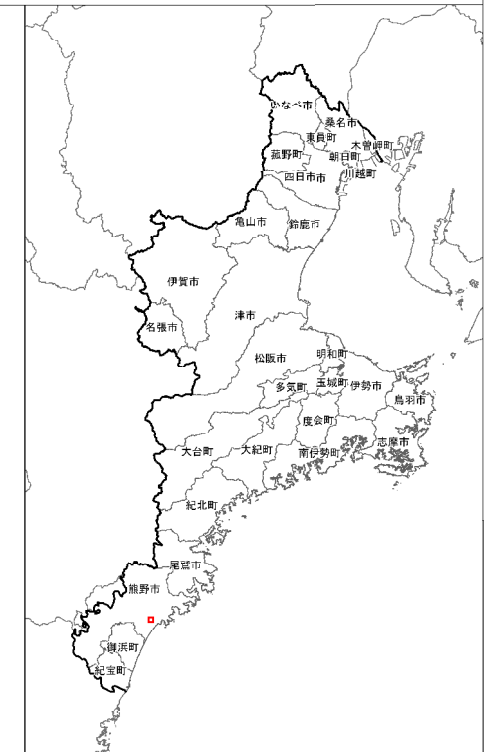 いなべ市
桑名市
東員町
木曽岬町
菰野町
朝日町
四日市市
川越町
亀山市
鈴鹿市
伊賀市
津市
名張市
松阪市
明和町
多気町
玉城町
伊勢市
鳥羽市
度会町
志摩市
大台町
大紀町
南伊勢町
紀北町
尾鷲市
熊野市
御浜町
紀宝町